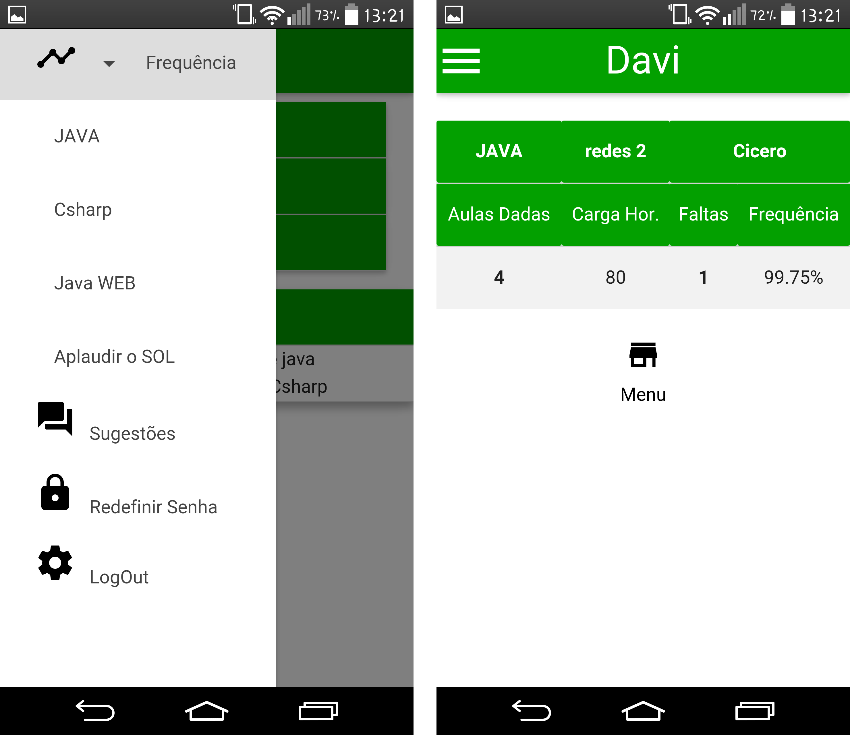 73% 13:21
Frequência
JAVA
Csharp
Java WEB
Aplaudir o SOL
java
Csharp
Sugestões
Redefinir Senha
LogOut
72% 13:21
Davi
JAVA redes 2 Cicero
Aulas Dadas Carga Hor. Faltas Frequência
4 80 1 99.75%
Menu